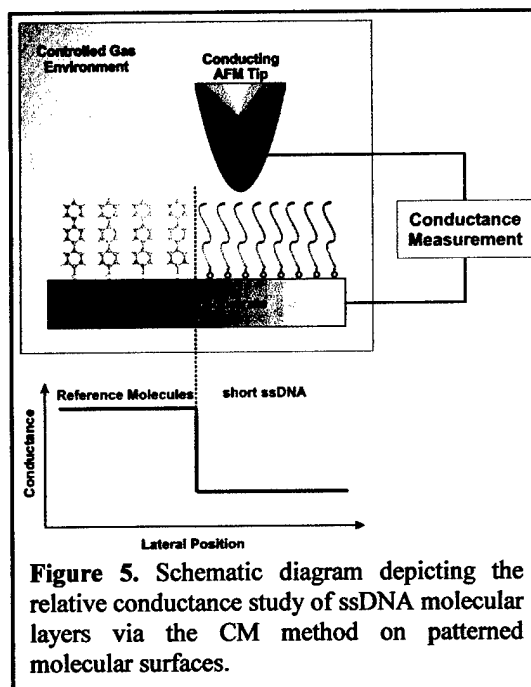 Controlled Gas
Environment
Conducting
AFM Tip
Conductance
Measurement
Reference Molecules
short ssDNA
Conductance
Lateral Position
Figure 5. Schematic diagram depicting the
relative conductance study of ssDNA molecular
layers via the CM method on patterned
molecular surfaces.